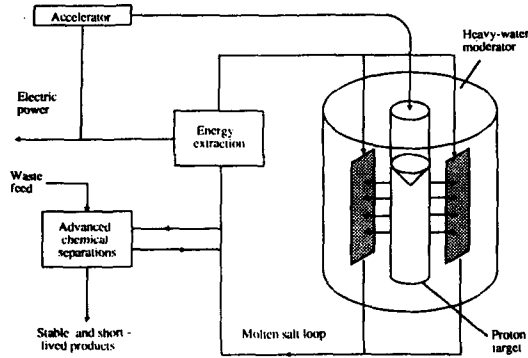 Accelerator
Heavy-water
moderator
Electric
power
Energy
extraction
Waste
feed
Advanced
chemical
separations
Stable and short -
lived products
Molten salt loop
Proton
target